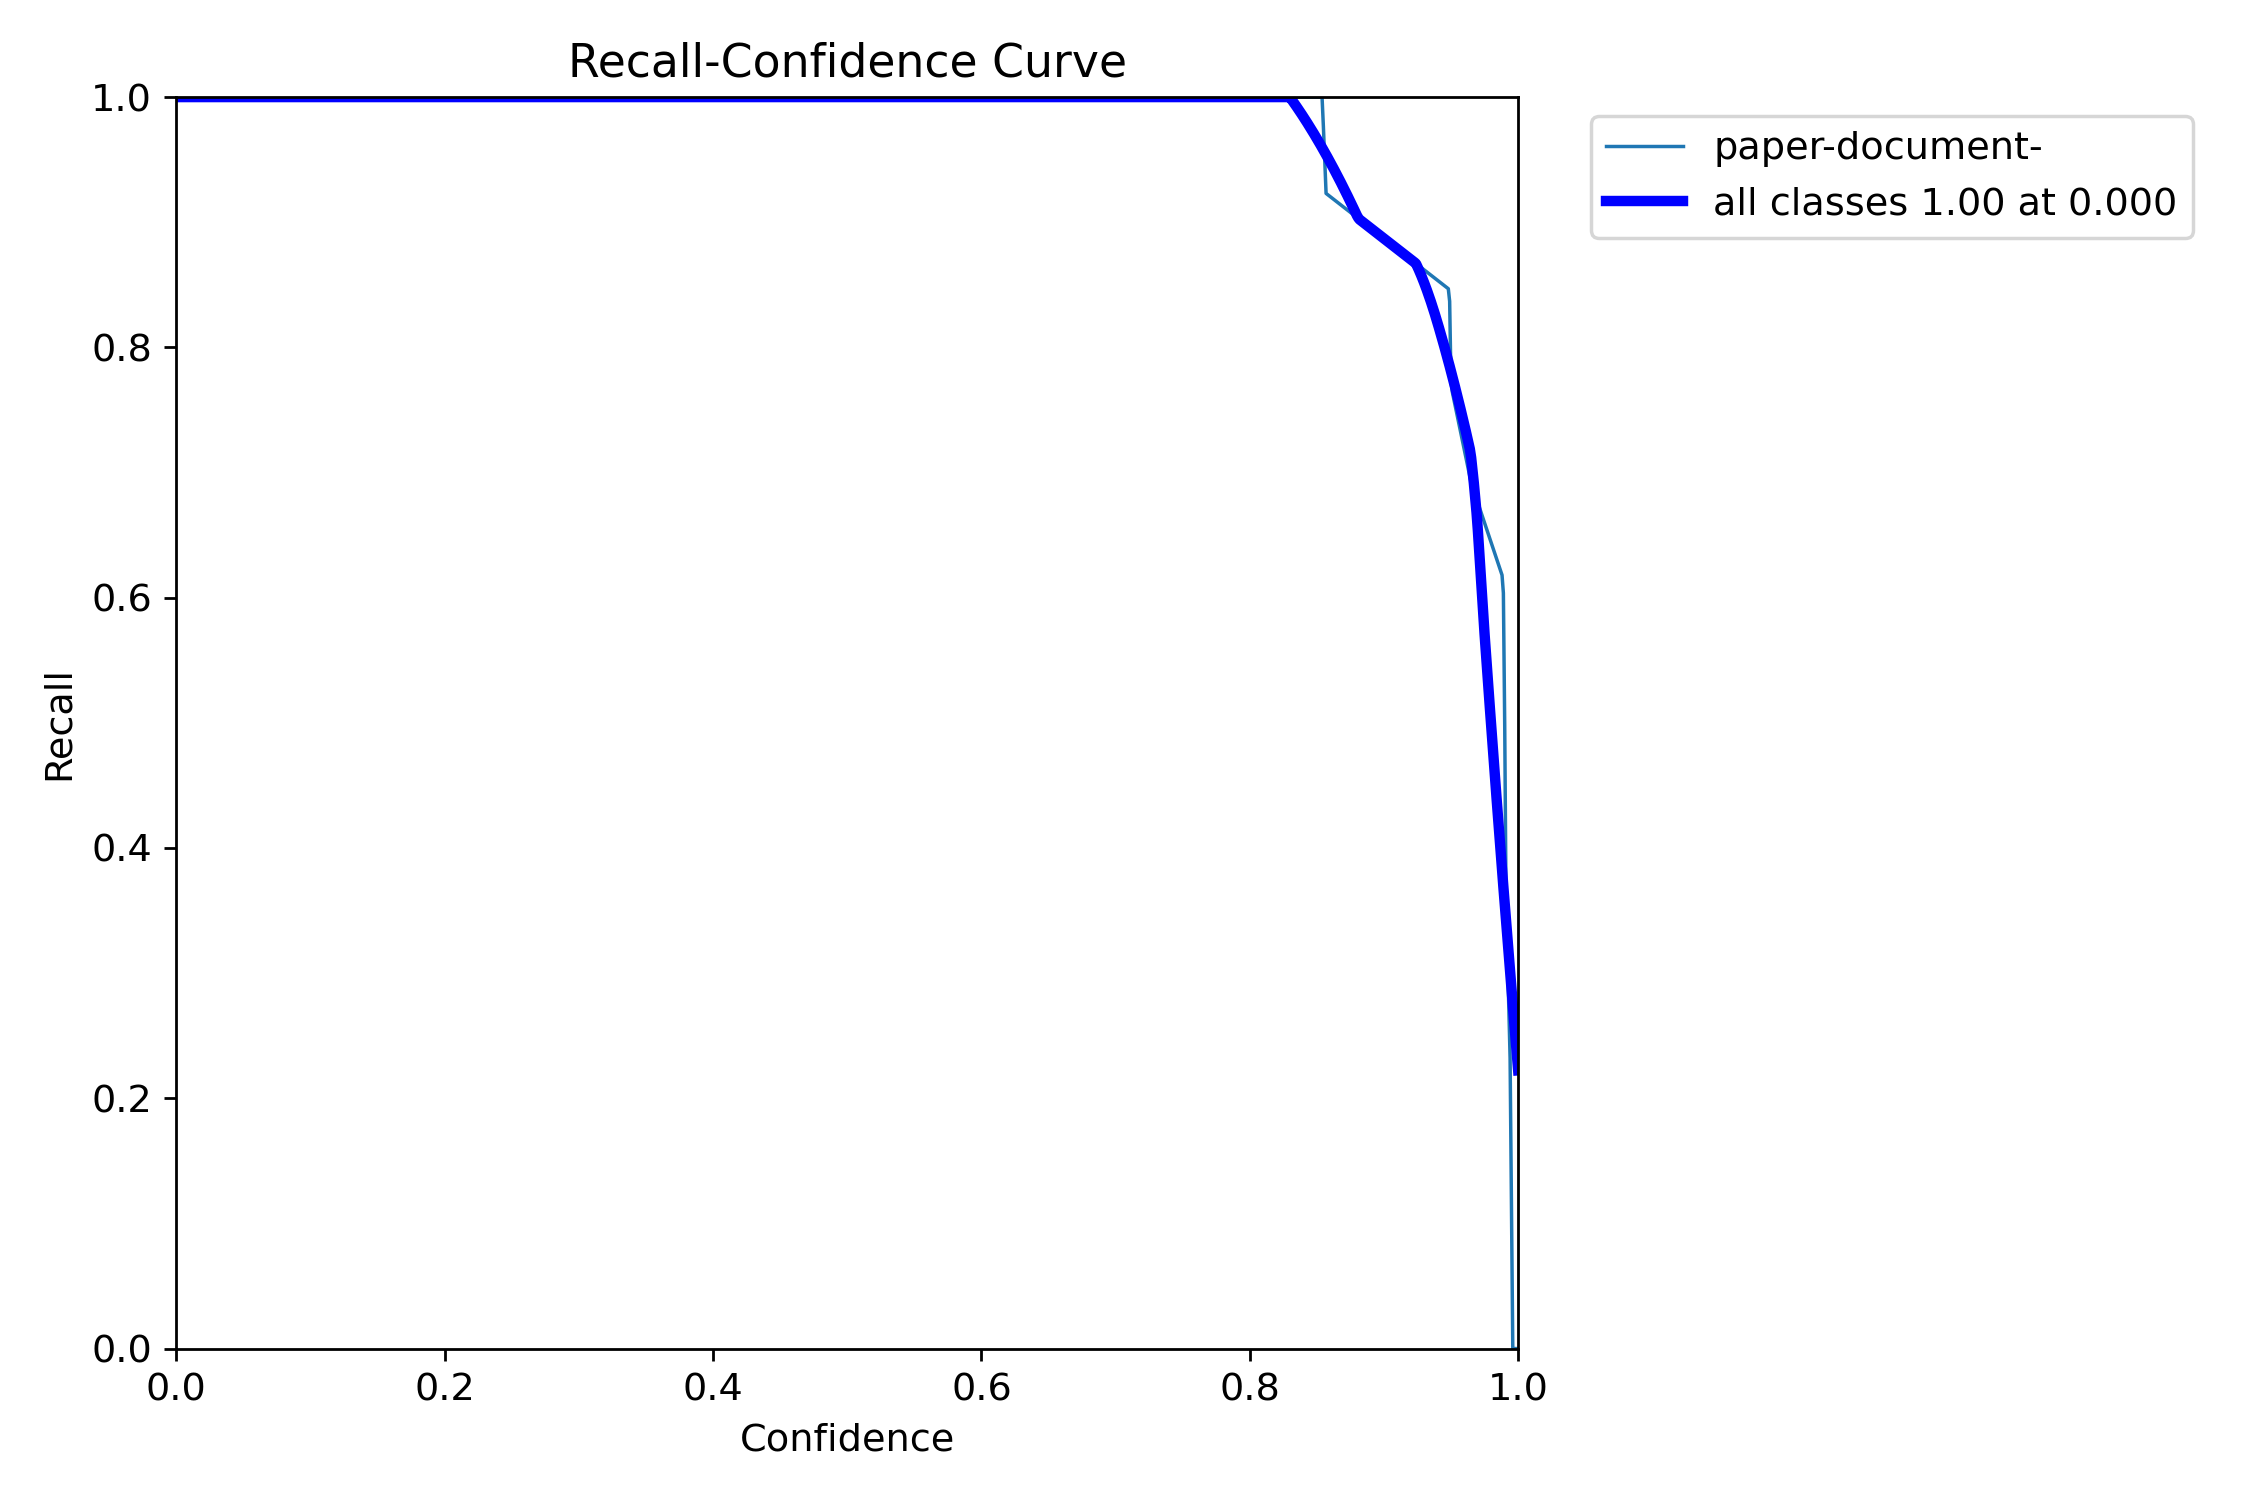 Recall-Confidence Curve
paper-document-
all classes 1.00 at 0.000
Recall
1.0
0.8
0.6
0.4
0.2
0.0
0.0 0.2 0.4 0.6 0.8 1.0
Confidence